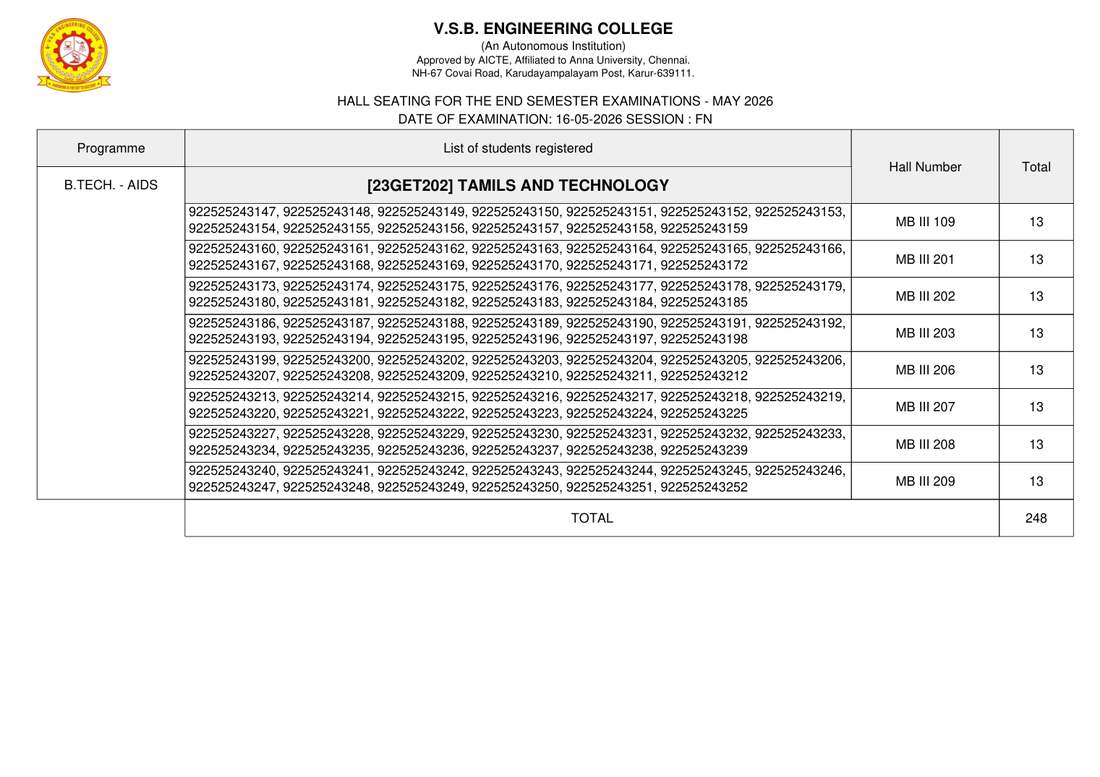 V.S.B. ENGINEERING COLLEGE
(An Autonomous Institution)
Approved by AICTE, Affiliated to Anna University, Chennai.
NH-67 Covai Road, Karudayampalayam Post, Karur-639111.
HALL SEATING FOR THE END SEMESTER EXAMINATIONS - MAY 2026
DATE OF EXAMINATION: 16-05-2026 SESSION : FN
Programme
List of students registered
Hall Number
Total
B.TECH. - AIDS
[23GET202] TAMILS AND TECHNOLOGY
922525243147, 922525243148, 922525243149, 922525243150, 922525243151, 922525243152, 922525243153,
922525243154, 922525243155, 922525243156, 922525243157, 922525243158, 922525243159
MB III 109
13
922525243160, 922525243161, 922525243162, 922525243163, 922525243164, 922525243165, 922525243166,
922525243167, 922525243168, 922525243169, 922525243170, 922525243171, 922525243172
MB III 201
13
922525243173, 922525243174, 922525243175, 922525243176, 922525243177, 922525243178, 922525243179,
922525243180, 922525243181, 922525243182, 922525243183, 922525243184, 922525243185
MB III 202
13
922525243186, 922525243187, 922525243188, 922525243189, 922525243190, 922525243191, 922525243192,
922525243193, 922525243194, 922525243195, 922525243196, 922525243197, 922525243198
MB III 203
13
922525243199, 922525243200, 922525243202, 922525243203, 922525243204, 922525243205, 922525243206,
922525243207, 922525243208, 922525243209, 922525243210, 922525243211, 922525243212
MB III 206
13
922525243213, 922525243214, 922525243215, 922525243216, 922525243217, 922525243218, 922525243219,
922525243220, 922525243221, 922525243222, 922525243223, 922525243224, 922525243225
MB III 207
13
922525243227, 922525243228, 922525243229, 922525243230, 922525243231, 922525243232, 922525243233,
922525243234, 922525243235, 922525243236, 922525243237, 922525243238, 922525243239
MB III 208
13
922525243240, 922525243241, 922525243242, 922525243243, 922525243244, 922525243245, 922525243246,
922525243247, 922525243248, 922525243249, 922525243250, 922525243251, 922525243252
MB III 209
13
TOTAL
248